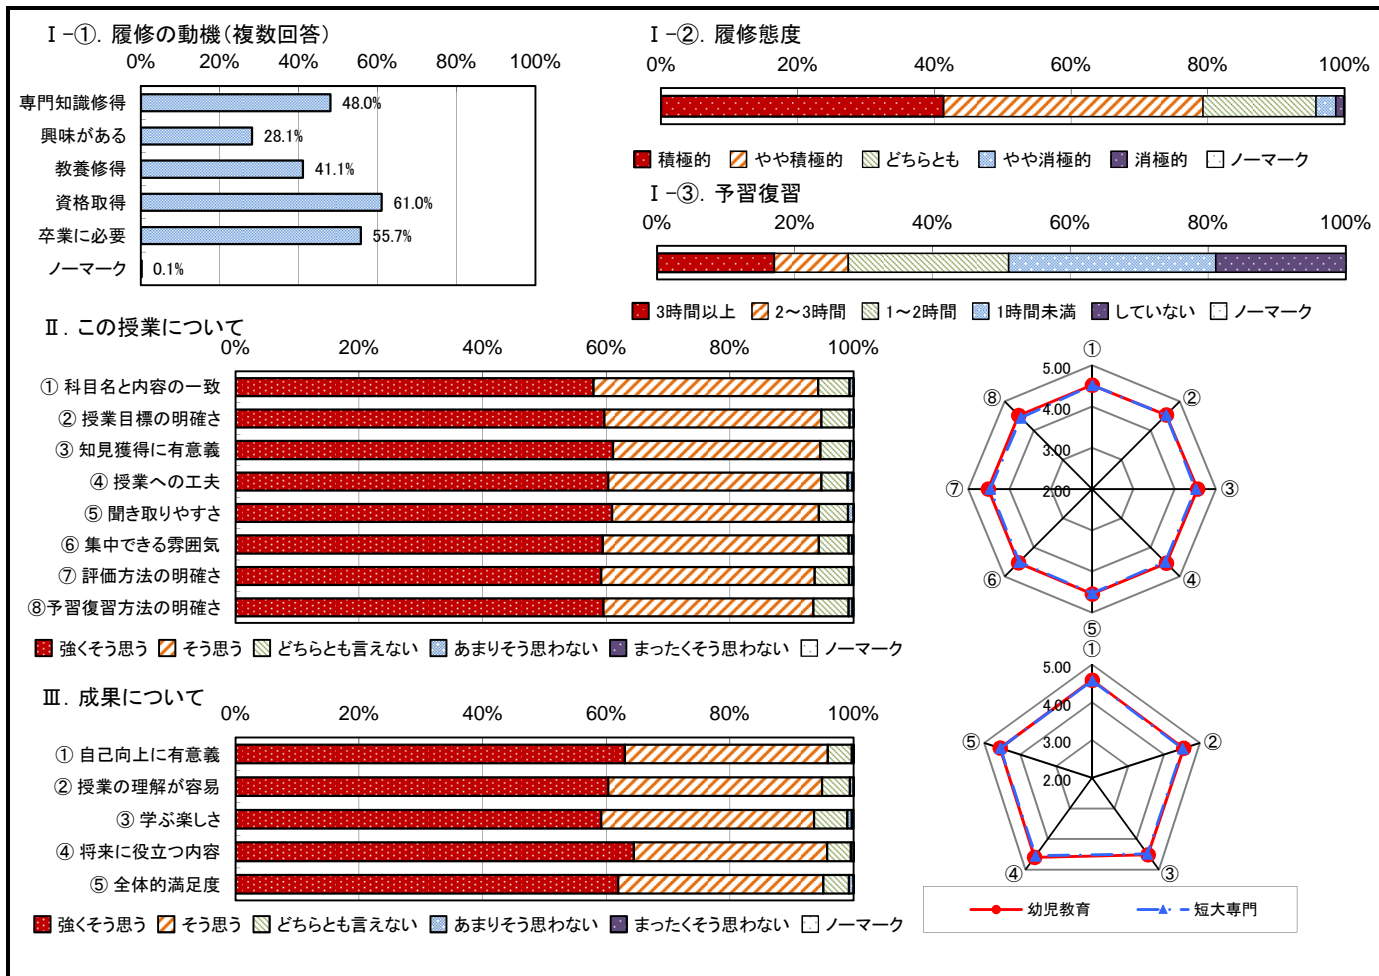 Ⅰ-①．履修の動機（複数回答）
0% 20% 40% 60% 80% 100%
専門知識修得 48.0%
興味がある 28.1%
教養修得 41.1%
資格取得 61.0%
卒業に必要 55.7%
ノーマーク 0.1%
Ⅰ-②．履修態度
0% 20% 40% 60% 80% 100%
積極的 やや積極的 どちらとも やや消極的 消極的 ノーマーク
Ⅰ-③．予習復習
0% 20% 40% 60% 80% 100%
3時間以上 2～3時間 1～2時間 1時間未満 していない ノーマーク
Ⅱ．この授業について
0% 20% 40% 60% 80% 100%
① 科目名と内容の一致
② 授業目標の明確さ
③ 知見獲得に有意義
④ 授業への工夫
⑤ 聞き取りやすさ
⑥ 集中できる雰囲気
⑦ 評価方法の明確さ
⑧予習復習方法の明確さ
強くそう思う そう思う どちらとも言えない あまりそう思わない まったくそう思わない ノーマーク
①
5.00
⑧ ②
4.00
3.00
⑦ 2.00 ③
⑥ ④
⑤
Ⅲ．成果について
0% 20% 40% 60% 80% 100%
① 自己向上に有意義
② 授業の理解が容易
③ 学ぶ楽しさ
④ 将来に役立つ内容
⑤ 全体的満足度
強くそう思う そう思う どちらとも言えない あまりそう思わない まったくそう思わない ノーマーク
①
5.00
4.00
⑤ 3.00 ②
2.00
④ ③
幼児教育 短大専門